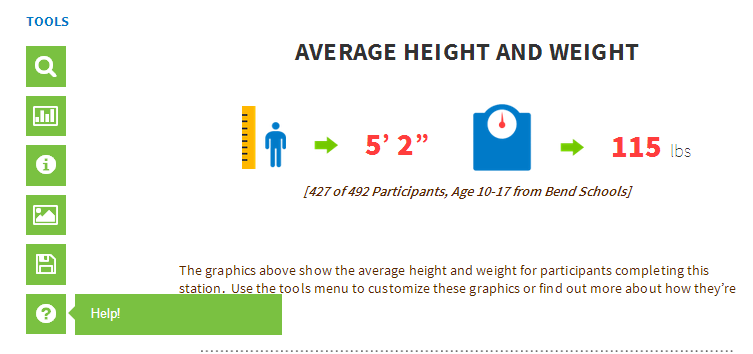 TOOLS
AVERAGE HEIGHT AND WEIGHT
5’ 2”
115 lbs
[427 of 492 Participants, Age 10-17 from Bend Schools]
The graphics above show the average height and weight for participants completing this
station. Use the tools menu to customize these graphics or find out more about how they’re
Help!